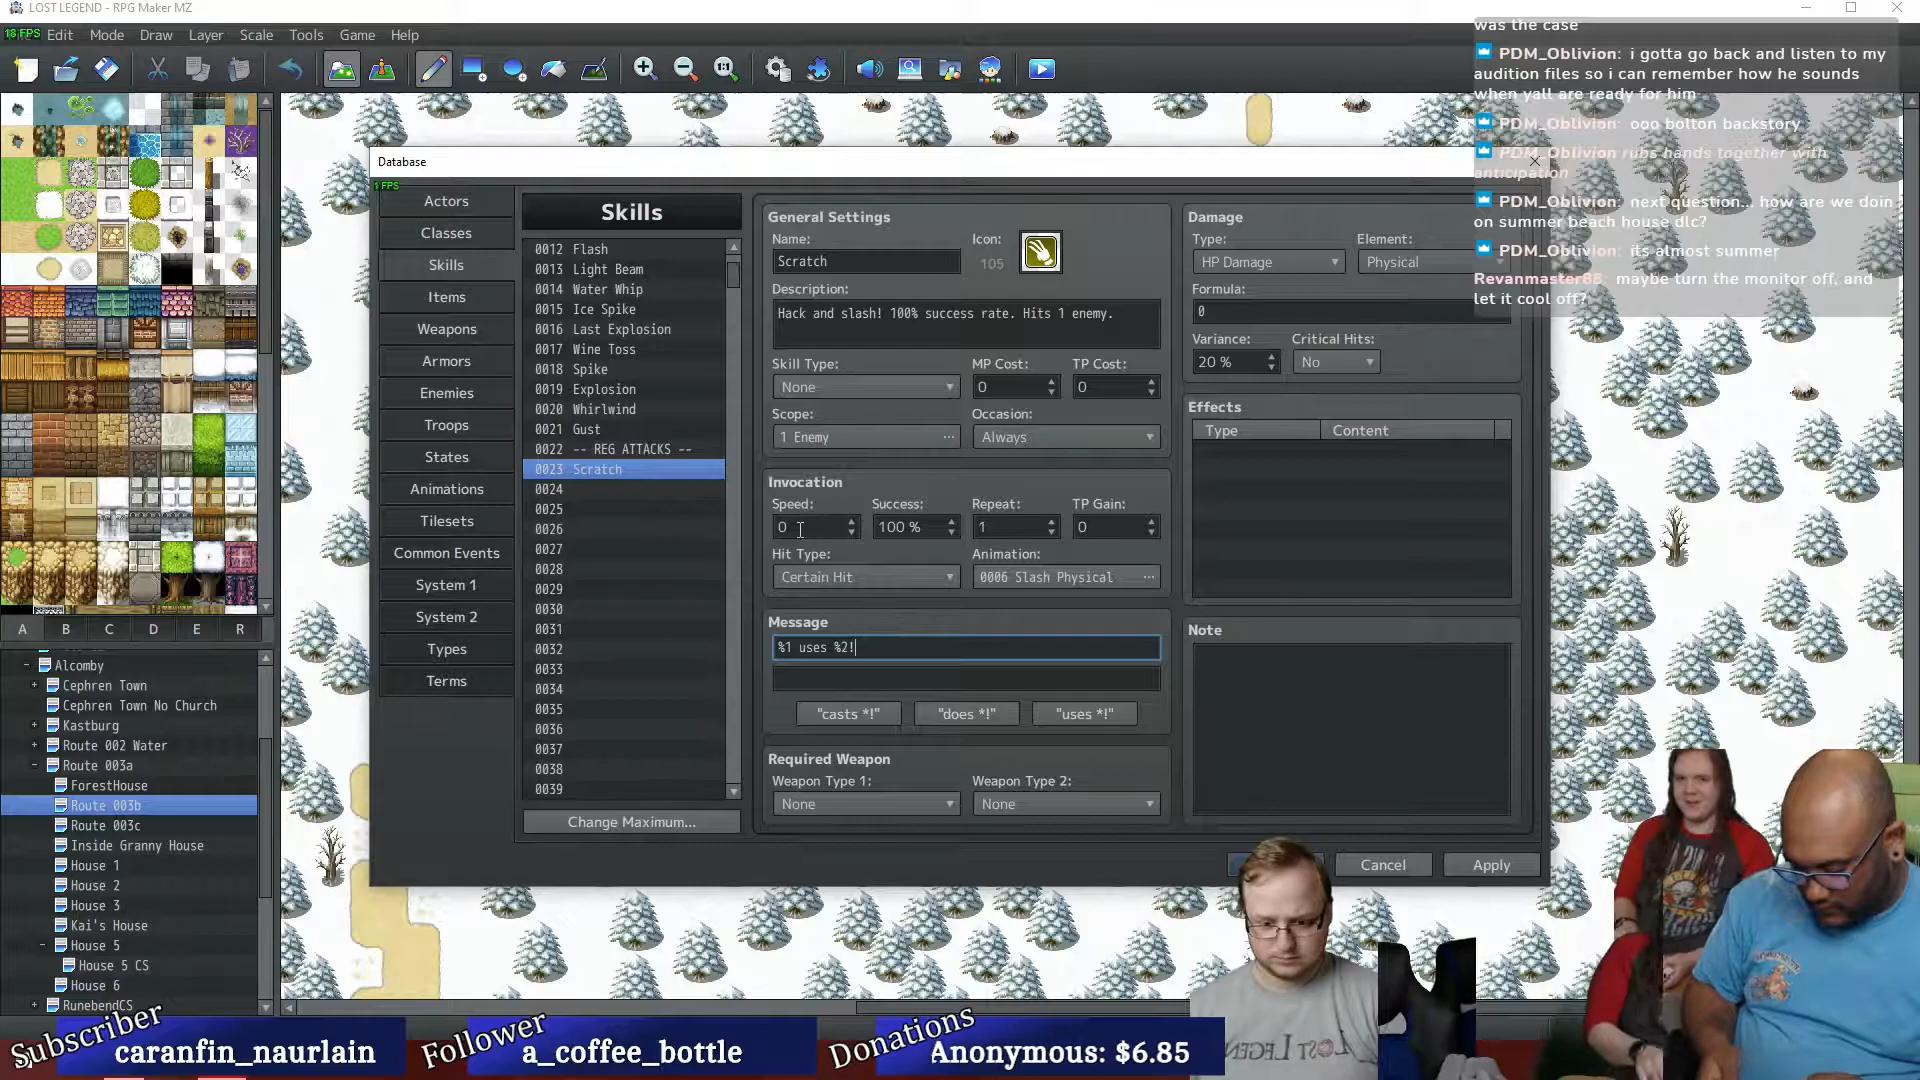 LOST LEGEND - RPG Maker MZ
18 FPS
Edit
Mode
Draw
Layer
Scale
Tools
Game
Help
was the case
PDM_Oblivion: i gotta go back and listen to my
audition files so i can remember how he sounds
when yall are ready for him
PDM_Oblivion: ooo bolton backstory
PDM_Oblivion rubs hands together with
anticipation
PDM_Oblivion: next question... how are we doin
on summer beach house dlc?
PDM_Oblivion: its almost summer
maybe turn the monitor off, and
let it cool off?
Database
1 FPS
Actors
Classes
Skills
Items
Weapons
Armors
Enemies
Troops
States
Animations
Tilesets
Common Events
System 1
System 2
Types
Terms
Skills
0012 Flash
0013 Light Beam
0014 Water Whip
0015 Ice Spike
0016 Last Explosion
0017 Wine Toss
0018 Spike
0019 Explosion
0020 Whirlwind
0021 Gust
0022 -- REG ATTACKS --
0023 Scratch
0024
0025
0026
0027
0028
0029
0030
0031
0032
0033
0034
0035
0036
0037
0038
0039
Change Maximum...
General Settings
Name:
Icon:
Scratch
105
Description:
Hack and slash! 100% success rate. Hits 1 enemy.
Skill Type:
MP Cost:
TP Cost:
None
0
0
Scope:
Occasion:
1 Enemy
...
Always
Invocation
Speed:
Success:
Repeat:
TP Gain:
0
100 %
1
0
Hit Type:
Animation:
Certain Hit
0006 Slash Physical
...
Message
%1 uses %2!
"casts *!"
"does *!"
"uses *!"
Required Weapon
Weapon Type 1:
Weapon Type 2:
None
None
Damage
Type:
Element:
HP Damage
Physical
Formula:
0
Variance:
Critical Hits:
20 %
No
Effects
Type
Content
Note
Cancel
Apply
A
B
C
D
E
R
Alcomby
Cephren Town
Cephren Town No Church
Kastburg
Route 002 Water
Route 003a
ForestHouse
Route 003b
Route 003c
Inside Granny House
House 1
House 2
House 3
Kai's House
House 5
House 5 CS
House 6
RunebendCS
LOST LEGEND
Subscriber
caranfin_naurlain
Follower
a_coffee_bottle
Donations
Anonymous: $6.85